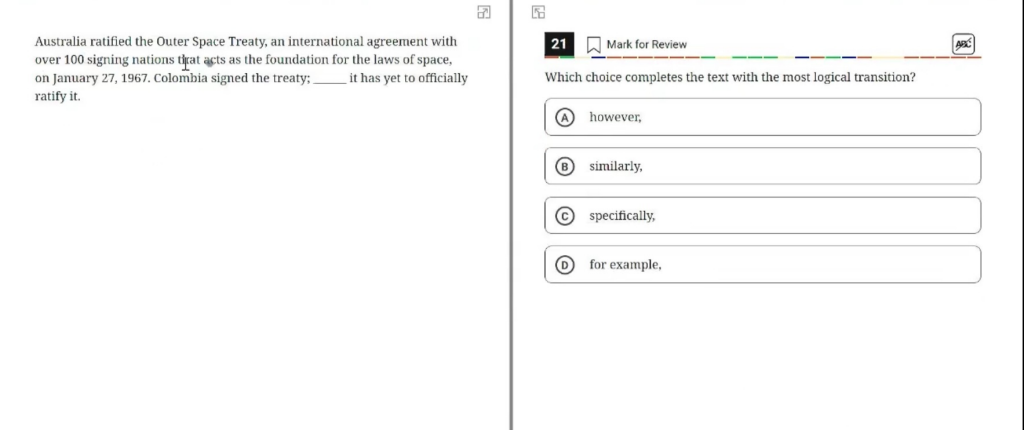 Australia ratified the Outer Space Treaty, an international agreement with
over 100 signing nations that acts as the foundation for the laws of space,
on January 27, 1967. Colombia signed the treaty; _____ it has yet to officially
ratify it.
21 Mark for Review ABC
Which choice completes the text with the most logical transition?
A however,
B similarly,
C specifically,
D for example,